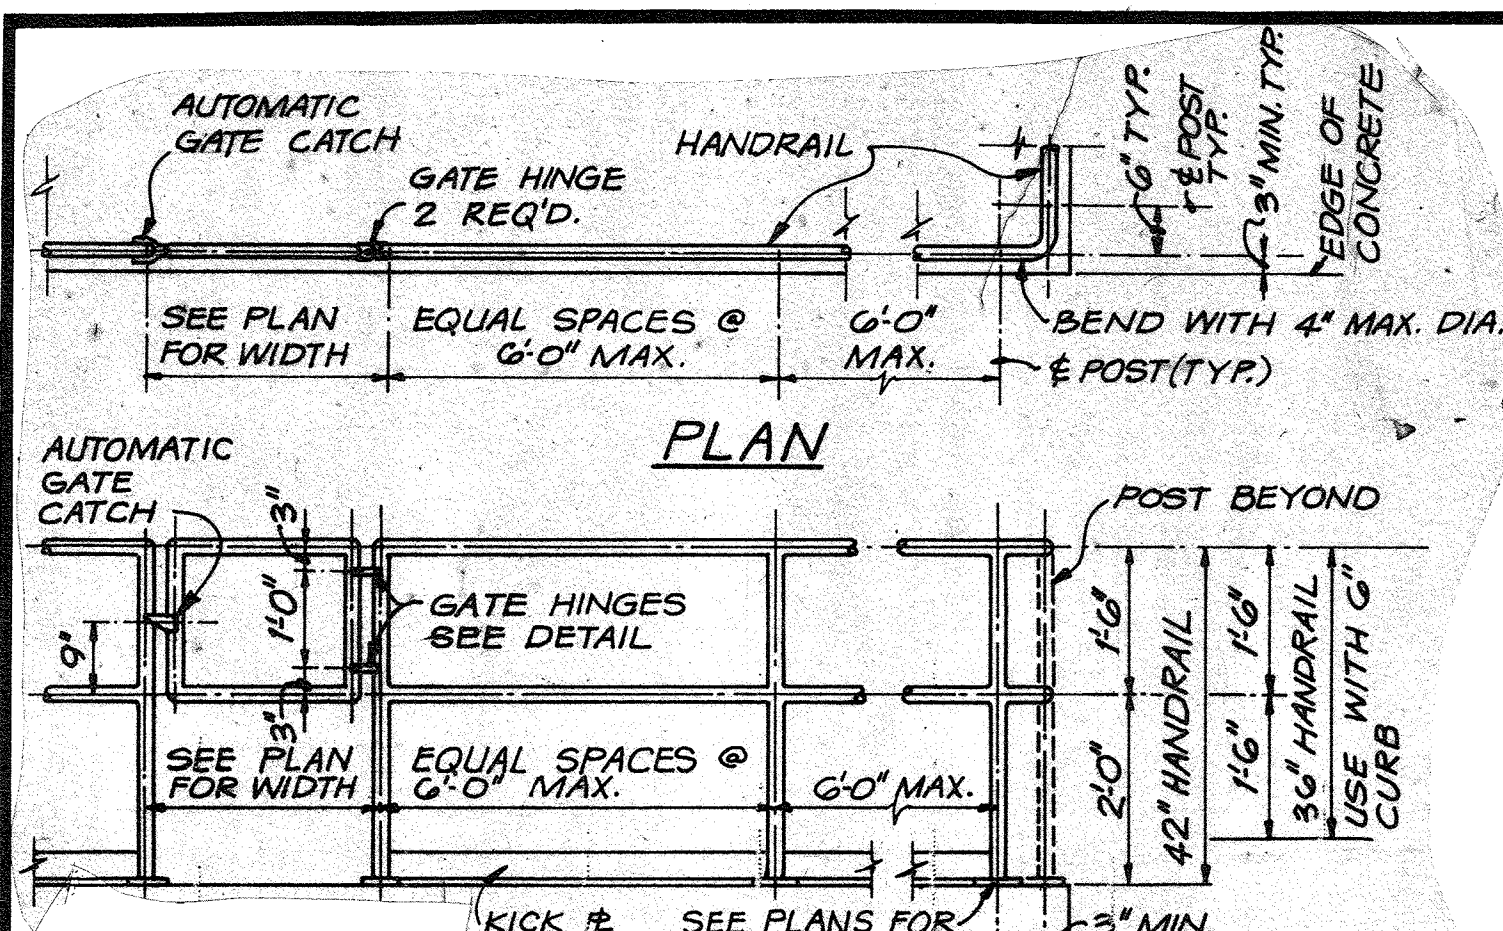 AUTOMATIC
GATE CATCH
GATE HINGE
2 REQ'D.
HANDRAIL
6" TYP.
℄ POST
TYP.
3" MIN. TYP.
EDGE OF
CONCRETE
SEE PLAN
FOR WIDTH
EQUAL SPACES @
6'-0" MAX.
6'-0"
MAX.
BEND WITH 4" MAX. DIA.
℄ POST (TYP.)
PLAN
AUTOMATIC
GATE
CATCH
3"
1'-0"
3"
9"
GATE HINGES
SEE DETAIL
POST BEYOND
1'-6"
2'-0"
42" HANDRAIL
1'-6"
1'-6"
36" HANDRAIL
USE WITH 6"
CURB
SEE PLAN
FOR WIDTH
EQUAL SPACES @
6'-0" MAX.
6'-0" MAX.
KICK ⅊
SEE PLANS FOR
3" MIN.